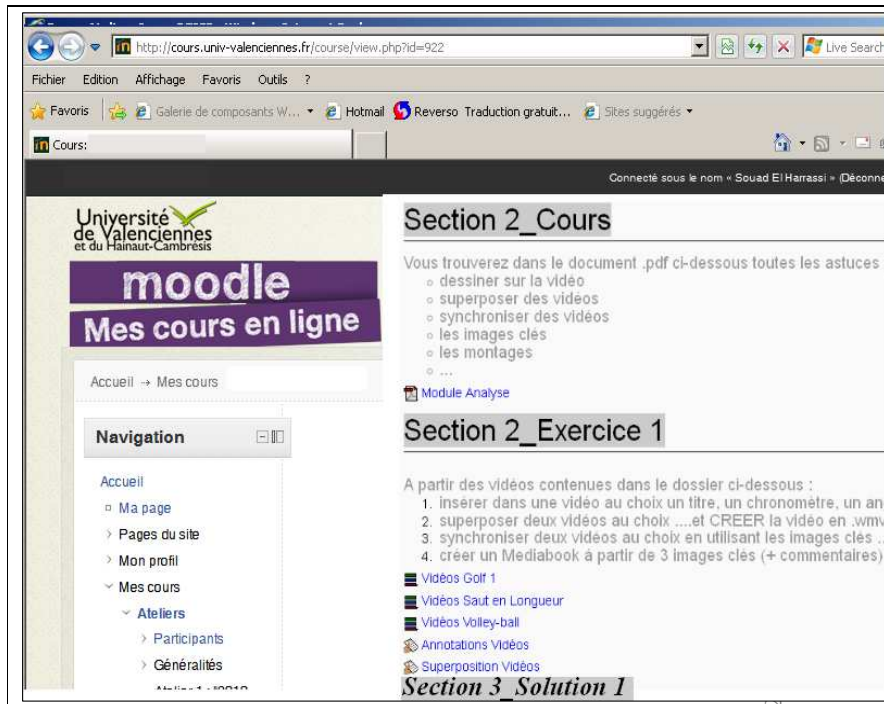 http://cours.univ-valenciennes.fr/course/view.php?id=922
Live Search
Fichier Edition Affichage Favoris Outils ?
Favoris Galerie de composants W... Hotmail Reverso Traduction gratuit... Sites suggérés
Cours:
Connecté sous le nom « Souad El Harrassi » (Déconne
Université
de Valenciennes
et du Hainaut-Cambrésis
moodle
Mes cours en ligne
Accueil → Mes cours
Navigation
Accueil
Ma page
Pages du site
Mon profil
Mes cours
Ateliers
Participants
Généralités
Section 2_Cours
Vous trouverez dans le document .pdf ci-dessous toutes les astuces
dessiner sur la vidéo
superposer des vidéos
synchroniser des vidéos
les images clés
les montages
...
Module Analyse
Section 2_Exercice 1
A partir des vidéos contenues dans le dossier ci-dessous :
1. insérer dans une vidéo au choix un titre, un chronomètre, un an
2. superposer deux vidéos au choix ....et CREER la vidéo en .wmv
3. synchroniser deux vidéos au choix en utilisant les images clés ..
4. créer un Mediabook à partir de 3 images clés (+ commentaires)
Vidéos Golf 1
Vidéos Saut en Longueur
Vidéos Volley-ball
Annotations Vidéos
Superposition Vidéos
Section 3_Solution 1